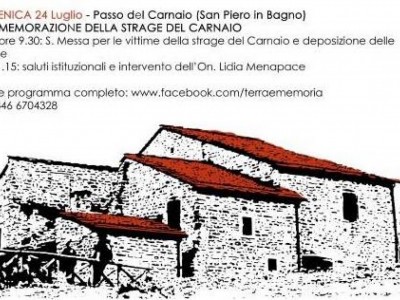 ENICA 24 Luglio - Passo del Carnaio (San Piero in Bagno)
MEMORAZIONE DELLA STRAGE DEL CARNAIO
ore 9.30: S. Messa per le vittime della strage del Carnaio e deposizione delle
e
.15: saluti istituzionali e intervento dell'On. Lidia Menapace
e programma completo: www.facebook.com/terraememoria
346 6704328